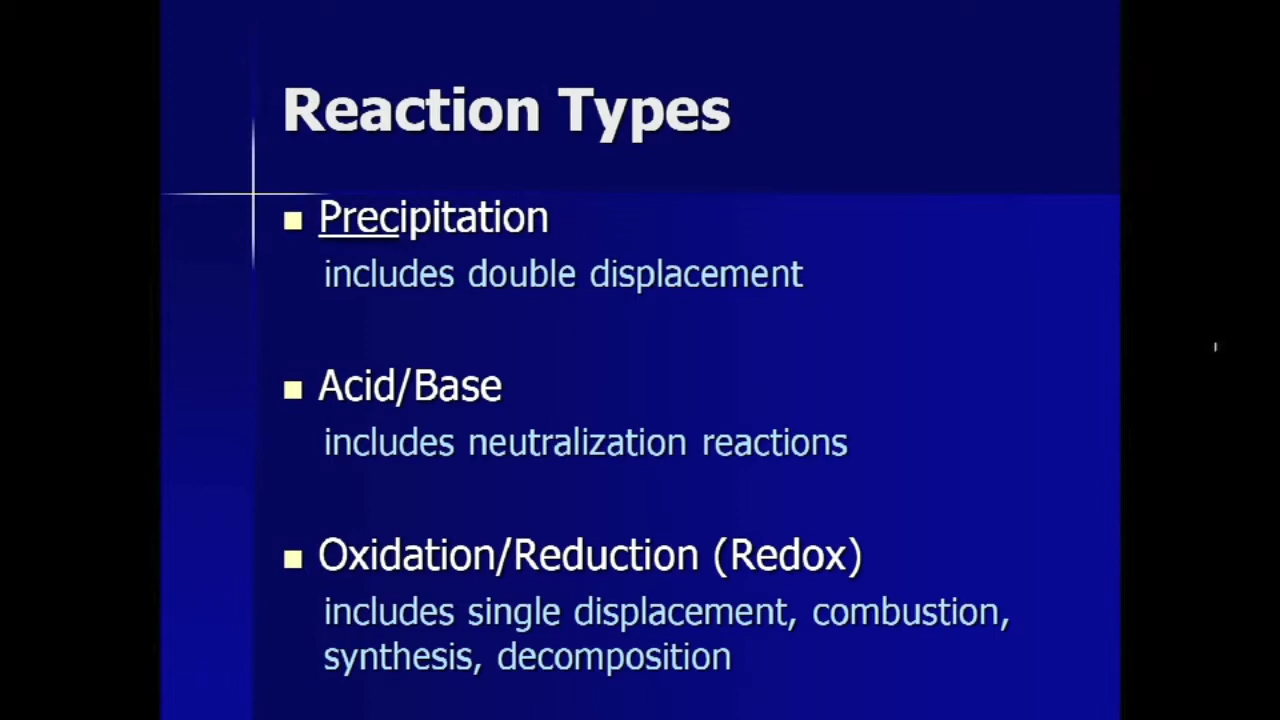 Reaction Types
Precipitation
includes double displacement
Acid/Base
includes neutralization reactions
Oxidation/Reduction (Redox)
includes single displacement, combustion,
synthesis, decomposition